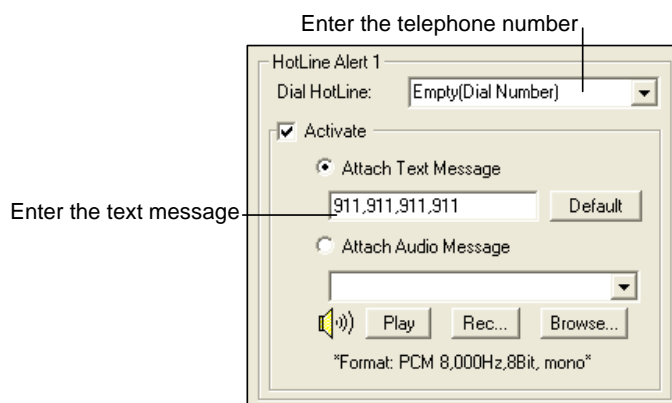 Enter the telephone number
HotLine Alert 1
Dial HotLine: Empty(Dial Number)
Activate
Attach Text Message
Enter the text message
911,911,911,911 Default
Attach Audio Message
Play Rec... Browse...
"Format: PCM 8,000Hz,8Bit, mono"